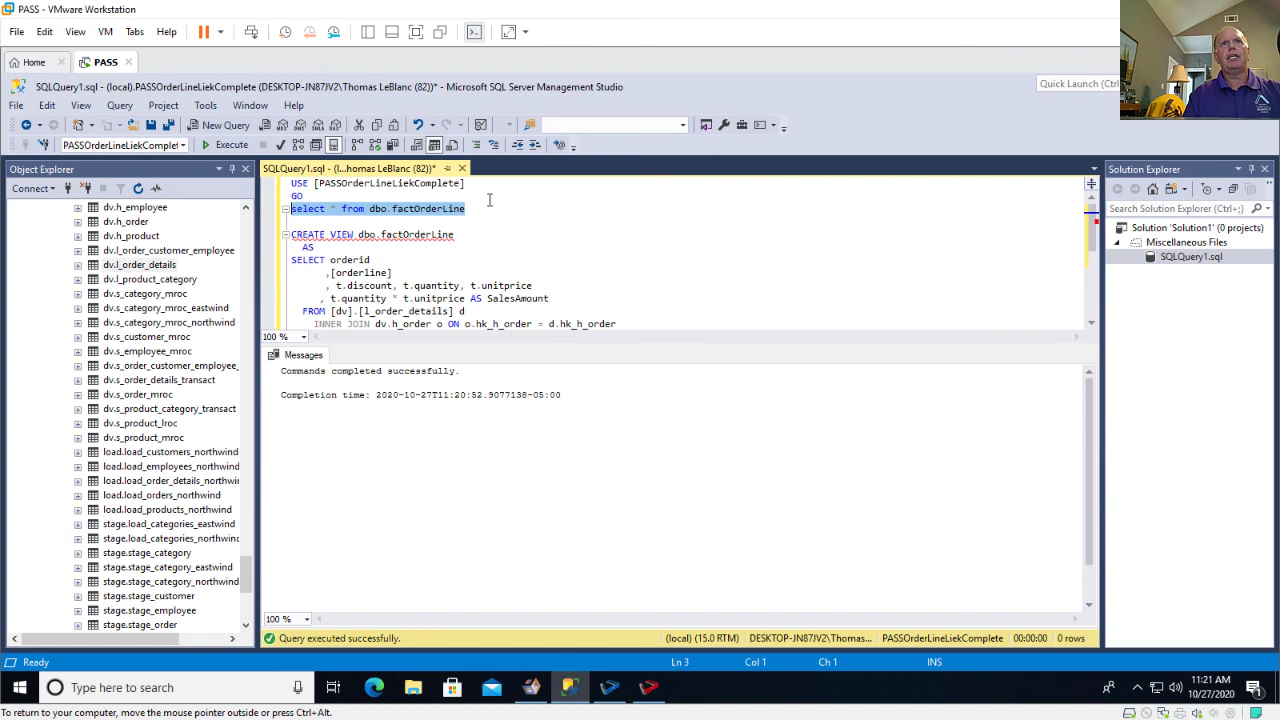 PASS - VMware Workstation
File Edit View VM Tabs Help
Home PASS
SQLQuery1.sql - (local).PASSOrderLineLiekComplete (DESKTOP-JN87JV2\Thomas LeBlanc (82))* - Microsoft SQL Server Management Studio
Quick Launch (Ctrl+
File Edit View Query Project Tools Window Help
New Query
PASSOrderLineLiekComplet Execute
Object Explorer
SQLQuery1.sql - (l...homas LeBlanc (82))*
Solution Explorer
Connect
dv.h_employee
dv.h_order
dv.h_product
dv.l_order_customer_employee
dv.l_order_details
dv.l_product_category
dv.s_category_mroc
dv.s_category_mroc_eastwind
dv.s_category_mroc_northwind
dv.s_customer_mroc
dv.s_employee_mroc
dv.s_order_customer_employee_
dv.s_order_details_transact
dv.s_order_mroc
dv.s_product_category_transact
dv.s_product_lroc
dv.s_product_mroc
load.load_customers_northwind
load.load_employees_northwind
load.load_order_details_northwin
load.load_orders_northwind
load.load_products_northwind
stage.load_categories_eastwind
stage.load_categories_northwind
stage.stage_category
stage.stage_category_eastwind
stage.stage_category_northwind
stage.stage_customer
stage.stage_employee
stage.stage_order
USE [PASSOrderLineLiekComplete]
GO
select * from dbo.factOrderLine
CREATE VIEW dbo.factOrderLine
AS
SELECT orderid
,[orderline]
, t.discount, t.quantity, t.unitprice
, t.quantity * t.unitprice AS SalesAmount
FROM [dv].[l_order_details] d
INNER JOIN dv.h_order o ON o.hk_h_order = d.hk_h_order
100 %
Messages
Commands completed successfully.
Completion time: 2020-10-27T11:20:52.9077138-05:00
100 %
Query executed successfully. (local) (15.0 RTM) DESKTOP-JN87JV2\Thomas... PASSOrderLineLiekComplete 00:00:00 0 rows
Search Solution Explorer (Ctrl+;)
Solution 'Solution1' (0 projects)
Miscellaneous Files
SQLQuery1.sql
Ready Ln 3 Col 1 Ch 1 INS
Type here to search
11:21 AM
10/27/2020
1
To return to your computer, move the mouse pointer outside or press Ctrl+Alt.